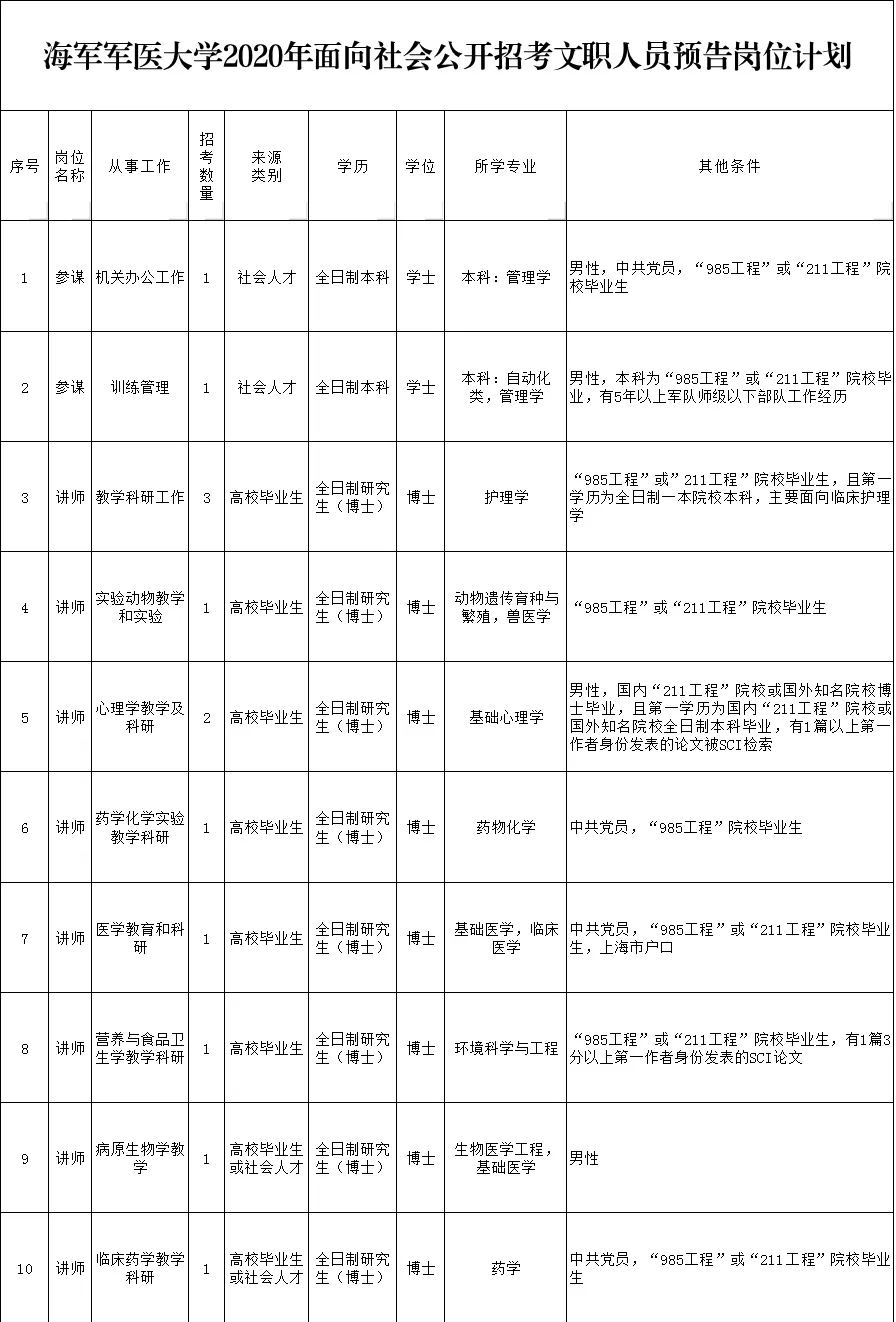 海军军医大学2020年面向社会公开招考文职人员预告岗位计划
序号 岗位名称 从事工作 招考数量 来源类别 学历 学位 所学专业 其他条件
1 参谋 机关办公工作 1 社会人才 全日制本科 学士 本科：管理学 男性，中共党员，“985工程”或“211工程”院校毕业生
2 参谋 训练管理 1 社会人才 全日制本科 学士 本科：自动化类，管理学 男性，本科为“985工程”或“211工程”院校毕业，有5年以上军队师级以下部队工作经历
3 讲师 教学科研工作 3 高校毕业生 全日制研究生（博士） 博士 护理学 “985工程”或”211工程”院校毕业生，且第一学历为全日制一本院校本科，主要面向临床护理学
4 讲师 实验动物教学和实验 1 高校毕业生 全日制研究生（博士） 博士 动物遗传育种与繁殖，兽医学 “985工程”或“211工程”院校毕业生
5 讲师 心理学教学及科研 2 高校毕业生 全日制研究生（博士） 博士 基础心理学 男性，国内“211工程”院校或国外知名院校博士毕业，且第一学历为国内“211工程”院校或国外知名院校全日制本科毕业，有1篇以上第一作者身份发表的论文被SCI检索
6 讲师 药学化学实验教学科研 1 高校毕业生 全日制研究生（博士） 博士 药物化学 中共党员，“985工程”院校毕业生
7 讲师 医学教育和科研 1 高校毕业生 全日制研究生（博士） 博士 基础医学，临床医学 中共党员，“985工程”或“211工程”院校毕业生，上海市户口
8 讲师 营养与食品卫生学教学科研 1 高校毕业生 全日制研究生（博士） 博士 环境科学与工程 “985工程”或“211工程”院校毕业生，有1篇3分以上第一作者身份发表的SCI论文
9 讲师 病原生物学教学 1 高校毕业生或社会人才 全日制研究生（博士） 博士 生物医学工程，基础医学 男性
10 讲师 临床药学教学科研 1 高校毕业生或社会人才 全日制研究生（博士） 博士 药学 中共党员，“985工程”或“211工程”院校毕业生